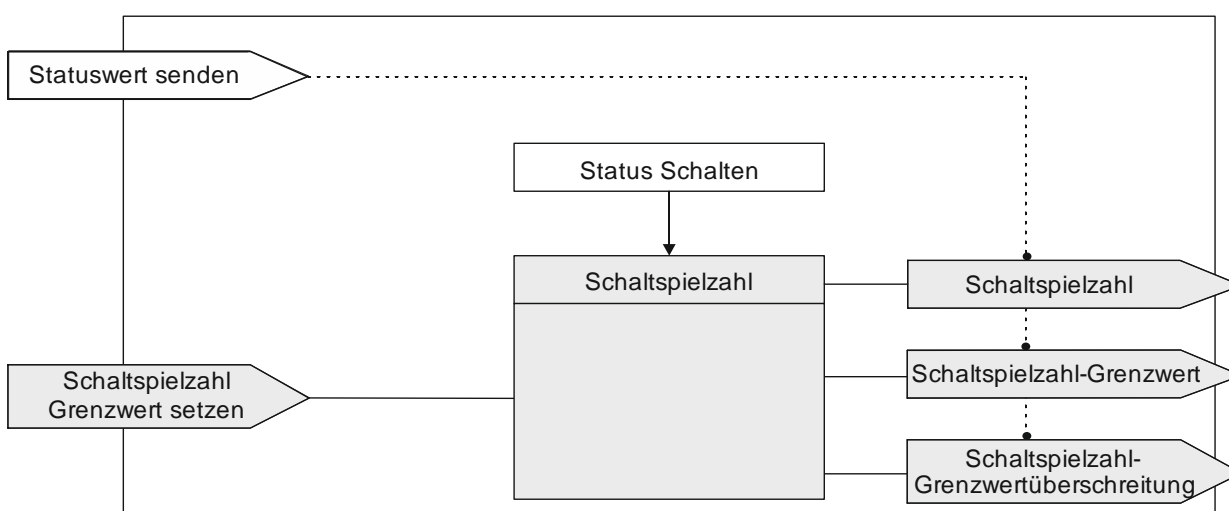 Statuswert senden
Status Schalten
Schaltspielzahl
Schaltspielzahl
Schaltspielzahl
Grenzwert setzen
Schaltspielzahl-Grenzwert
Schaltspielzahl-
Grenzwertüberschreitung